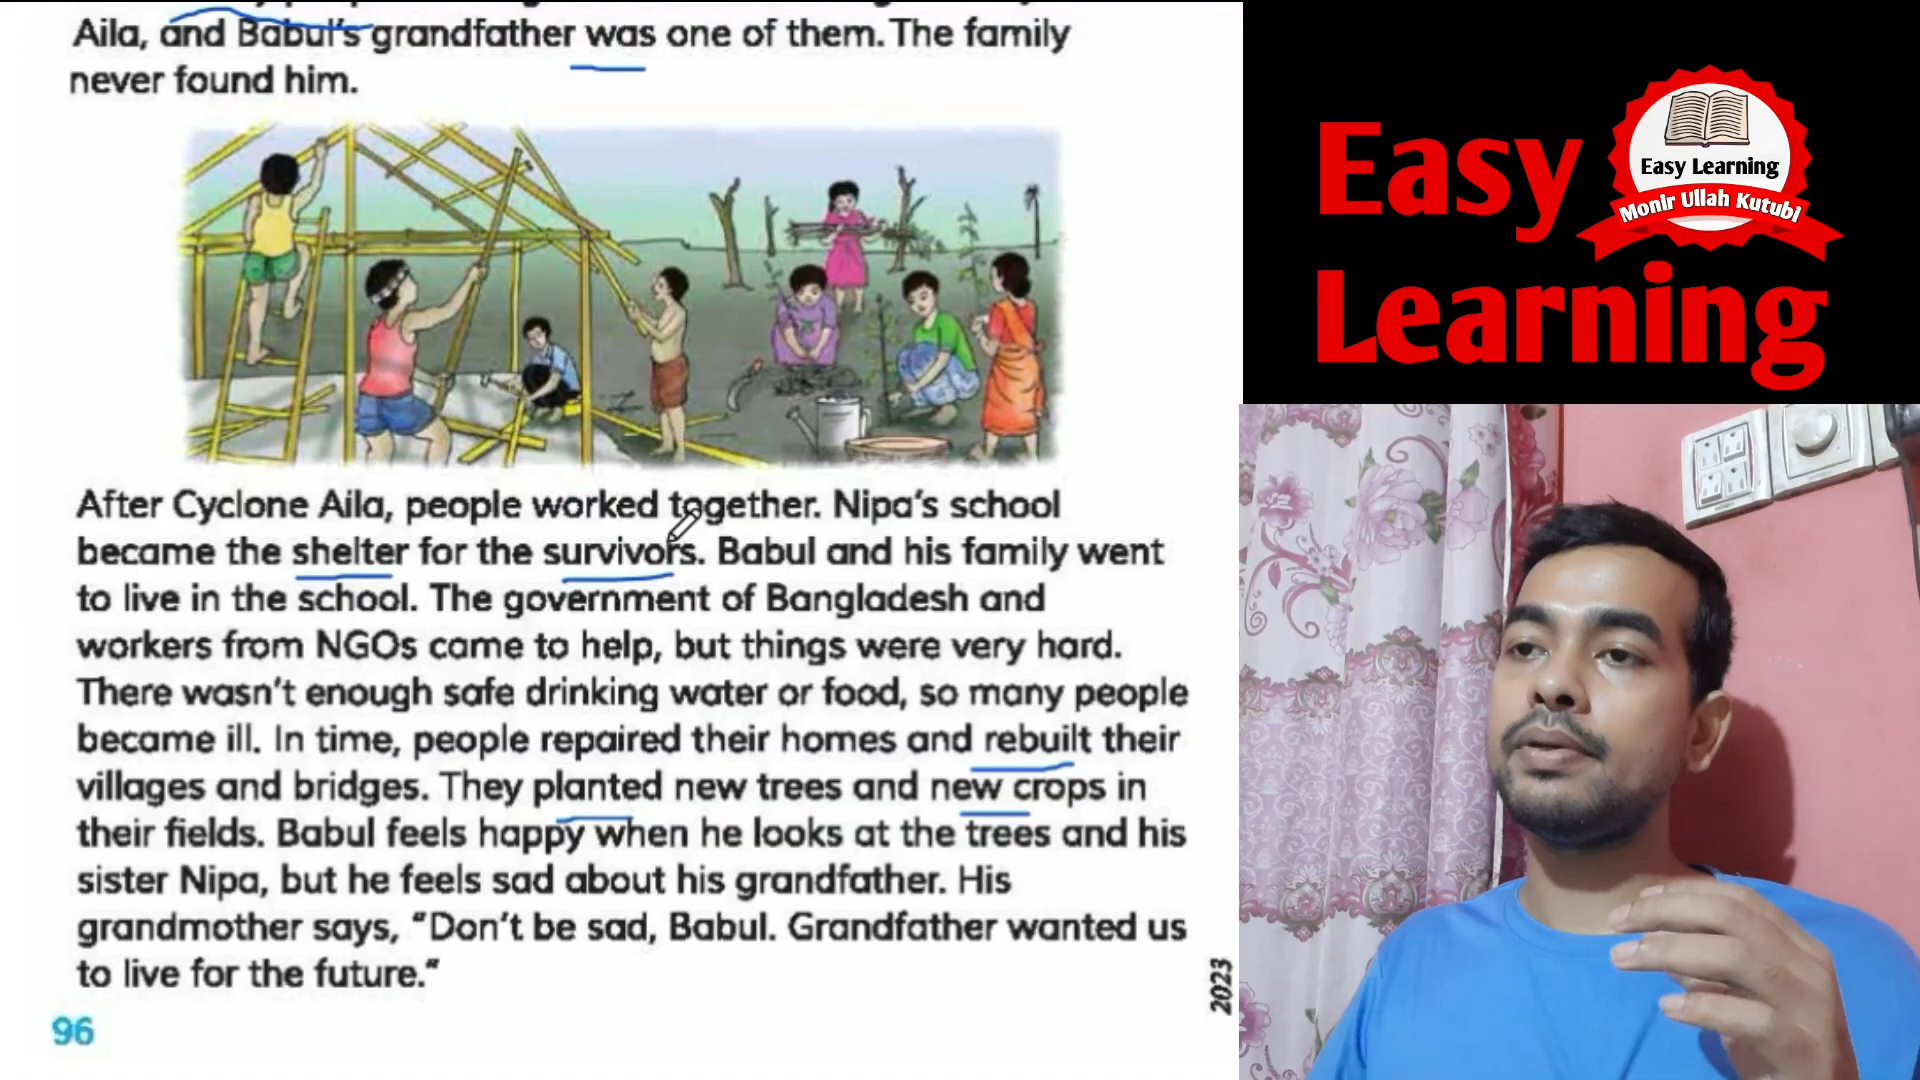 Aila, and Babul's grandfather was one of them. The family
never found him.
After Cyclone Aila, people worked together. Nipa's school
became the shelter for the survivors. Babul and his family went
to live in the school. The government of Bangladesh and
workers from NGOs came to help, but things were very hard.
There wasn't enough safe drinking water or food, so many people
became ill. In time, people repaired their homes and rebuilt their
villages and bridges. They planted new trees and new crops in
their fields. Babul feels happy when he looks at the trees and his
sister Nipa, but he feels sad about his grandfather. His
grandmother says, “Don't be sad, Babul. Grandfather wanted us
to live for the future.”
96
2023
Easy
Learning
Easy Learning
Monir Ullah Kutubi